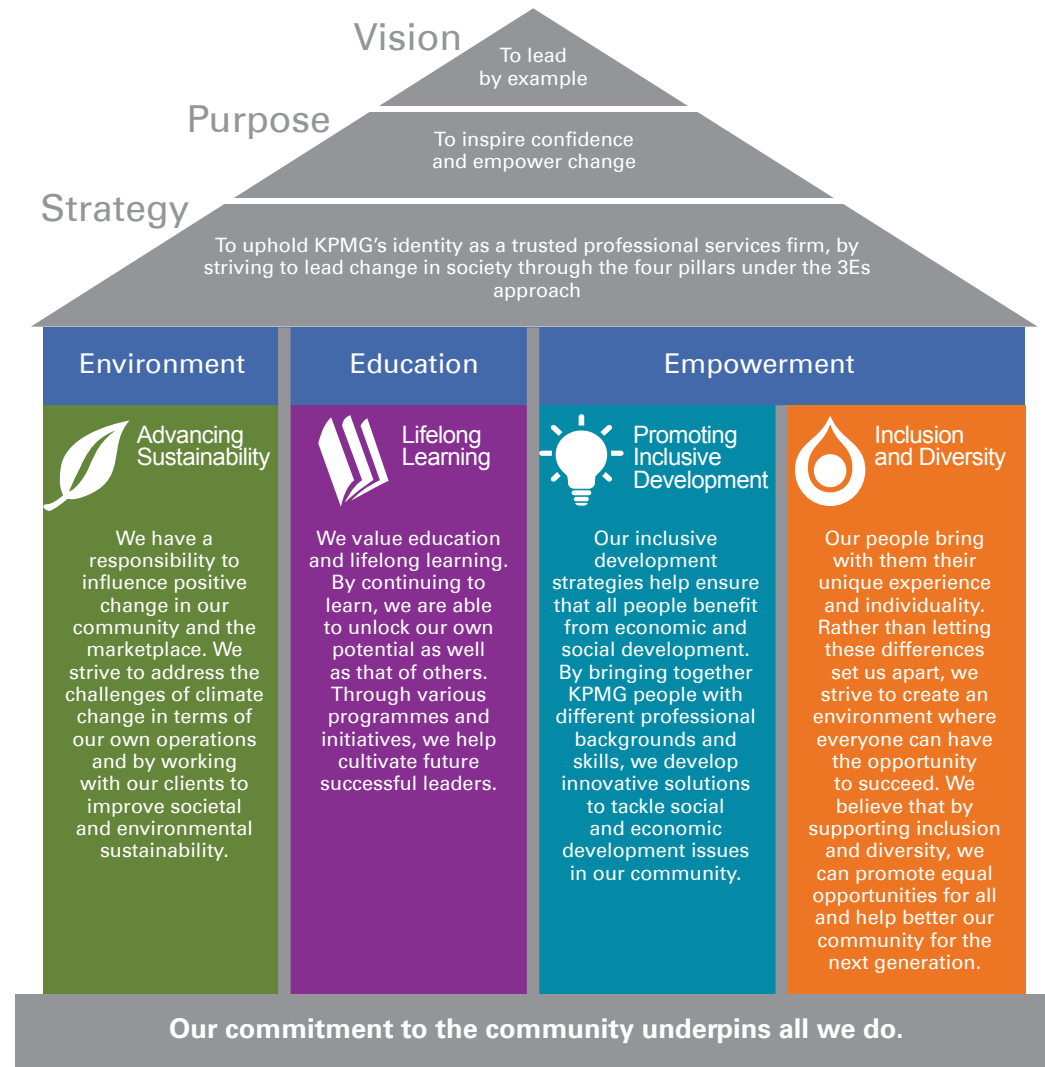 Vision
To lead
by example
Purpose
To inspire confidence
and empower change
Strategy
To uphold KPMG's identity as a trusted professional services firm, by
striving to lead change in society through the four pillars under the 3Es
approach
Environment
Education
Empowerment
Advancing
Sustainability
We have a
responsibility to
influence positive
change in our
community and the
marketplace. We
strive to address the
challenges of climate
change in terms of
our own operations
and by working
with our clients to
improve societal
and environmental
sustainability.
Lifelong
Learning
We value education
and lifelong learning.
By continuing to
learn, we are able
to unlock our own
potential as well
as that of others.
Through various
programmes and
initiatives, we help
cultivate future
successful leaders.
Promoting
Inclusive
Development
Our inclusive
development
strategies help ensure
that all people benefit
from economic and
social development.
By bringing together
KPMG people with
different professional
backgrounds and
skills, we develop
innovative solutions
to tackle social
and economic
development issues
in our community.
Inclusion
and Diversity
Our people bring
with them their
unique experience
and individuality.
Rather than letting
these differences
set us apart, we
strive to create an
environment where
everyone can have
the opportunity
to succeed. We
believe that by
supporting inclusion
and diversity, we
can promote equal
opportunities for all
and help better our
community for the
next generation.
Our commitment to the community underpins all we do.